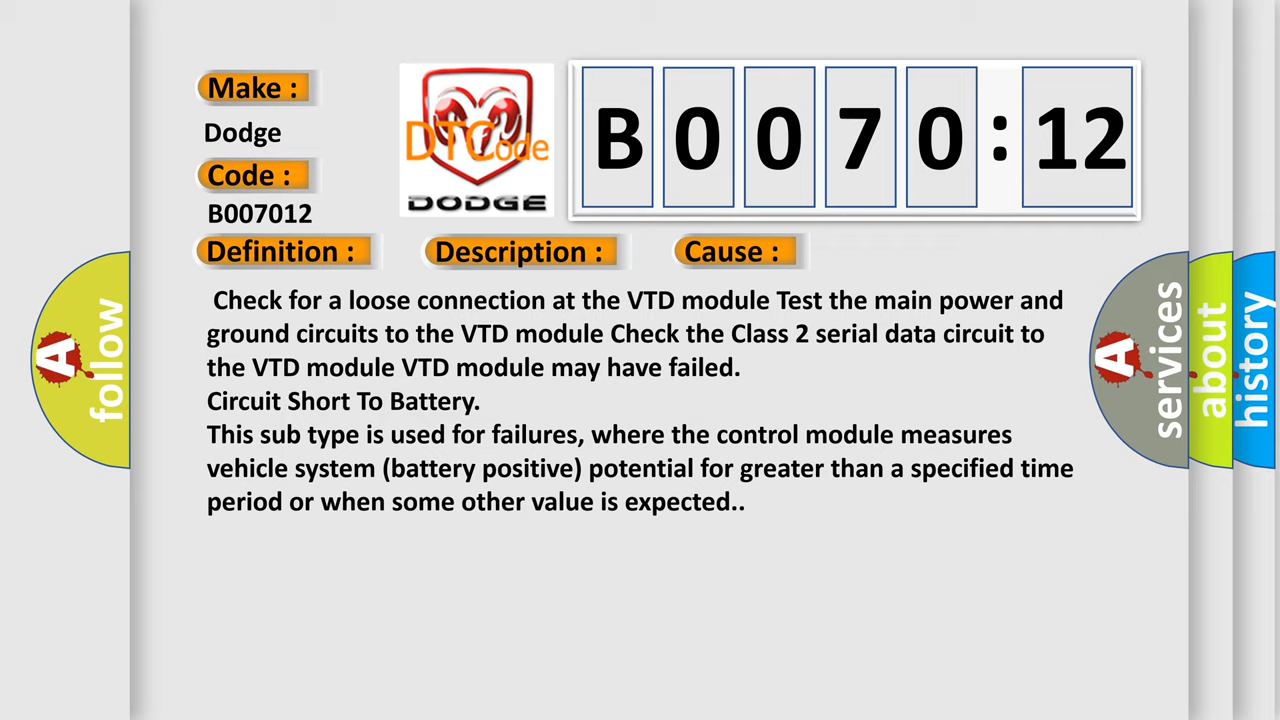 Make :
Dodge
Code :
B007012
DTCode
DODGE
B0070:12
Definition :
Description :
Cause :
Check for a loose connection at the VTD module Test the main power and
ground circuits to the VTD module Check the Class 2 serial data circuit to
the VTD module VTD module may have failed.
Circuit Short To Battery.
This sub type is used for failures, where the control module measures
vehicle system (battery positive) potential for greater than a specified time
period or when some other value is expected..
A follow
A services
about
history